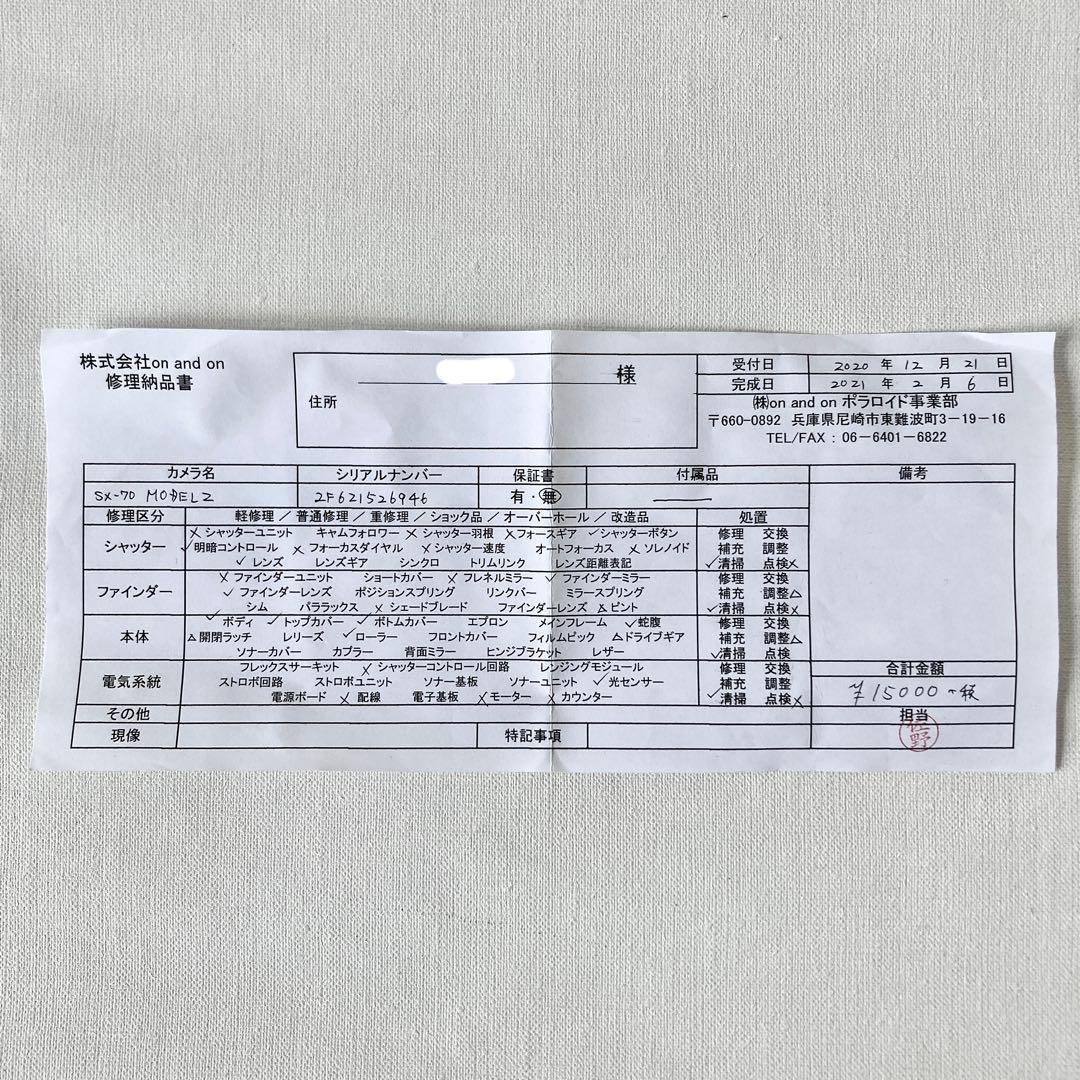 株式会社on and on
修理納品書
様
住所
受付日 2020 年 12 月 21 日
完成日 2021 年 2 月 6 日
㈱on and on ポラロイド事業部
〒660-0892 兵庫県尼崎市東難波町3-19-16
TEL/FAX : 06-6401-6822
カメラ名 シリアルナンバー 保証書 付属品 備考
SX-70 MODEL2 2F621526946 有・無
修理区分 軽修理 / 普通修理 / 重修理 / ショック品 / オーバーホール / 改造品 処置
シャッター
×シャッターユニット キャムフォロワー ×シャッター羽根 ×フォースギア ✓シャッターボタン 修理 交換
✓明暗コントロール ×フォーカスダイヤル ×シャッター速度 オートフォーカス ×ソレノイド 補充 調整
✓レンズ レンズギア シンクロ トリムリンク レンズ距離表記 ✓清掃 点検×
ファインダー
×ファインダーユニット ショートカバー ×フレネルミラー ✓ファインダーミラー 修理 交換
✓ファインダーレンズ ポジションスプリング リンクバー ミラースプリング 補充 調整△
シム パララックス ×シェードブレード ファインダーレンズ △ピント ✓清掃 点検×
本体
✓ボディ ✓トップカバー ✓ボトムカバー エプロン メインフレーム ✓蛇腹 修理 交換
△開閉ラッチ レリーズ ✓ローラー フロントカバー フィルムピック △ドライブギア 補充 調整△
ソナーカバー カプラー 背面ミラー ヒンジブラケット レザー ✓清掃 点検
電気系統
フレックスサーキット ×シャッターコントロール回路 レンジングモジュール 修理 交換
ストロボ回路 ストロボユニット ソナー基板 ソナーユニット ✓光センサー 補充 調整
電源ボード ×配線 電子基板 ×モーター ×カウンター ✓清掃 点検×
合計金額
¥15000-税
その他 担当
佐野
現像 特記事項